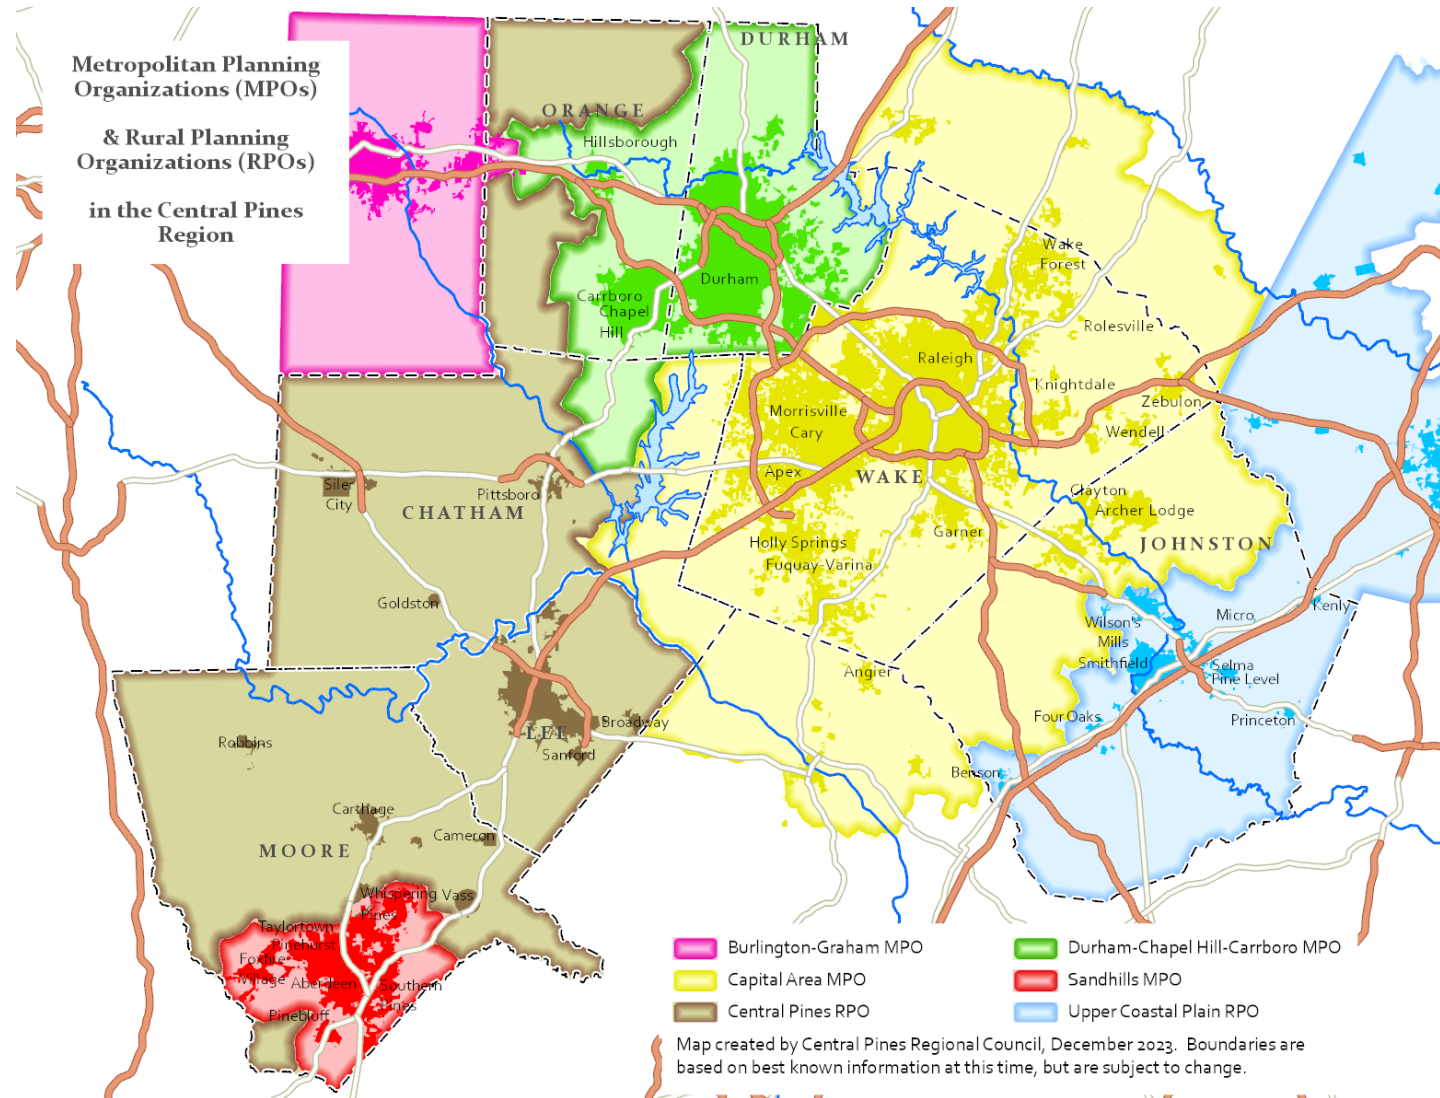 Metropolitan Planning
Organizations (MPOs)
& Rural Planning
Organizations (RPOs)
in the Central Pines
Region
DURHAM
ORANGE
Hillsborough
Wake
Forest
Durham
Carrboro
Chapel
Hill
Rolesville
Raleigh
Knightdale
Zebulon
Morrisville
Cary
Wendell
Apex
WAKE
Siler
City
Pittsboro
CHATHAM
Clayton
Archer Lodge
Garner
Holly Springs
Fuquay-Varina
JOHNSTON
Goldston
Kenly
Micro
Wilson's
Mills
Smithfield
Selma
Pine Level
Angier
Four Oaks
Princeton
Broadway
LEE
Sanford
Robbins
Benson
Carthage
Cameron
MOORE
Whispering
Pines
Vass
Taylortown
Pinehurst
Foxfire
Village
Aberdeen
Southern
Pines
Pinebluff
Burlington-Graham MPO
Durham-Chapel Hill-Carrboro MPO
Capital Area MPO
Sandhills MPO
Central Pines RPO
Upper Coastal Plain RPO
Map created by Central Pines Regional Council, December 2023. Boundaries are
based on best known information at this time, but are subject to change.